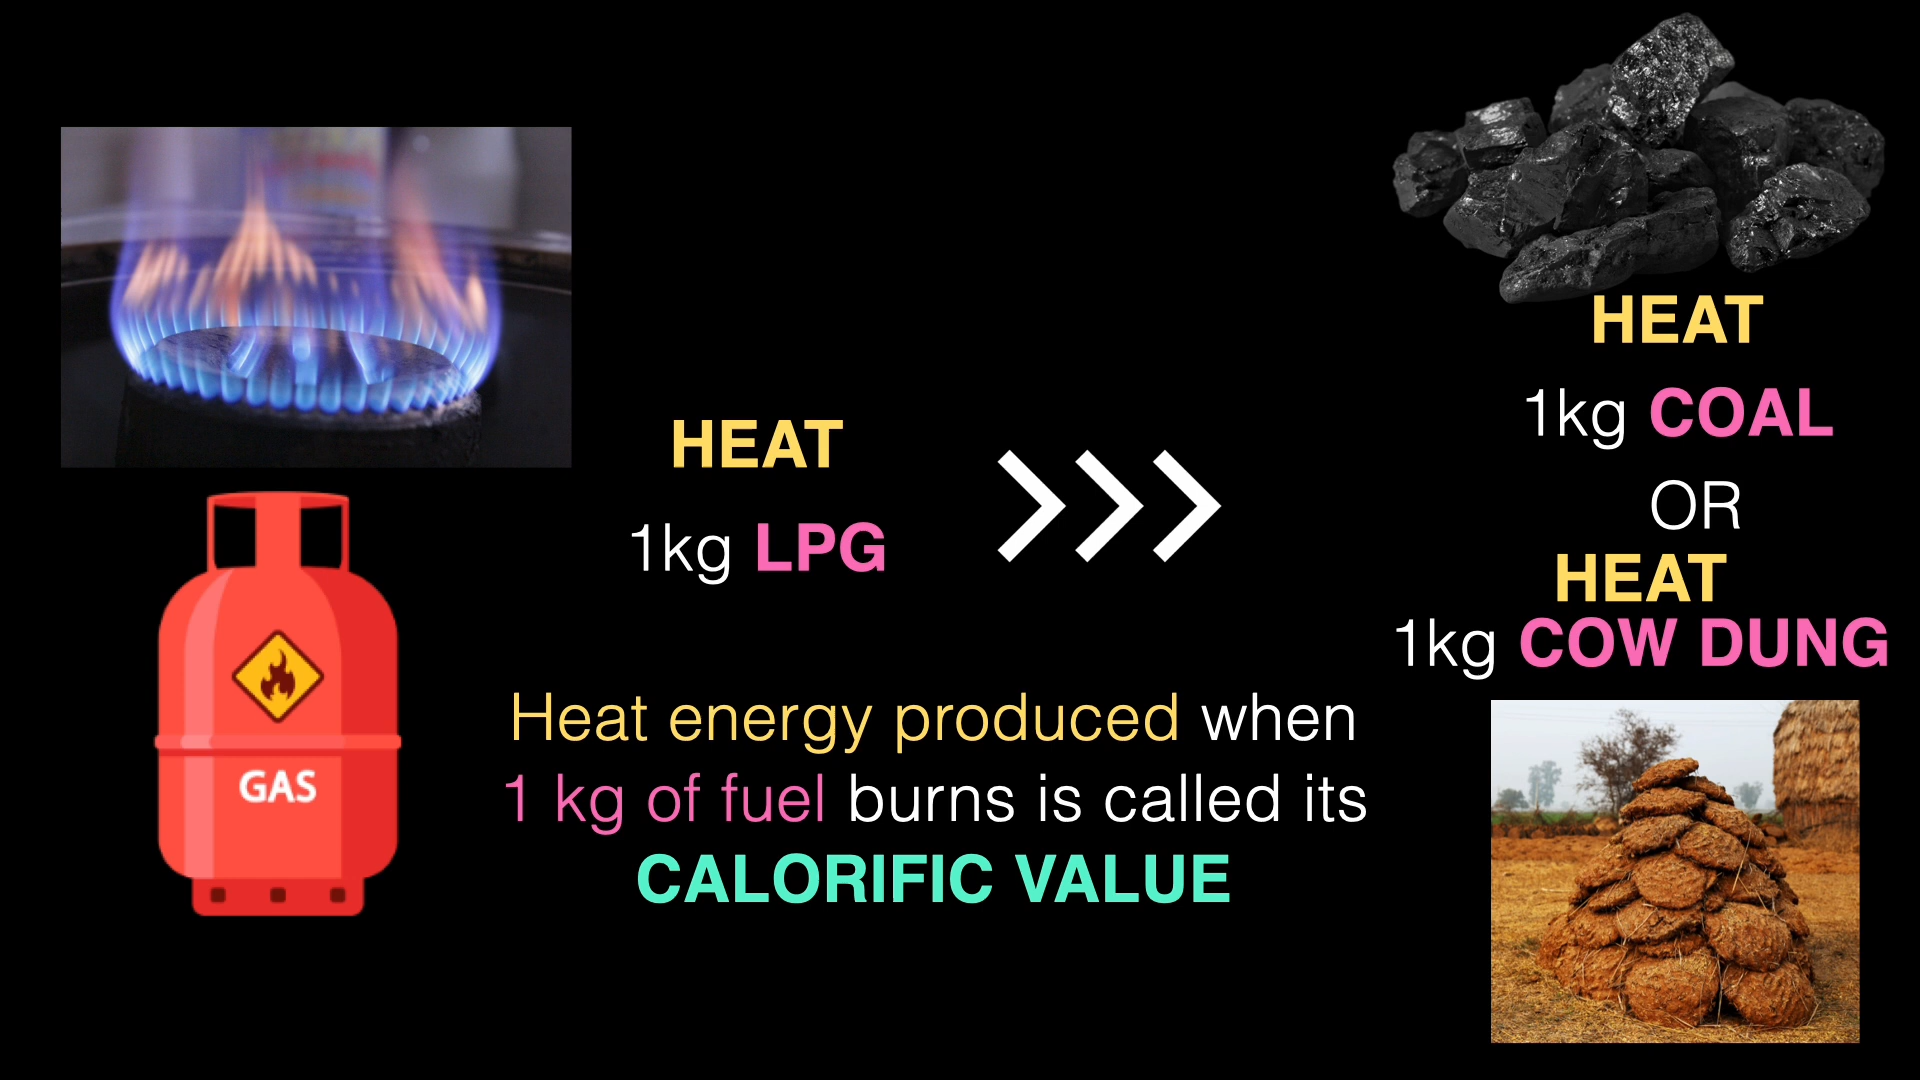 HEAT
1kg LPG
HEAT
1kg COAL
OR
HEAT
1kg COW DUNG
GAS
Heat energy produced when
1 kg of fuel burns is called its
CALORIFIC VALUE